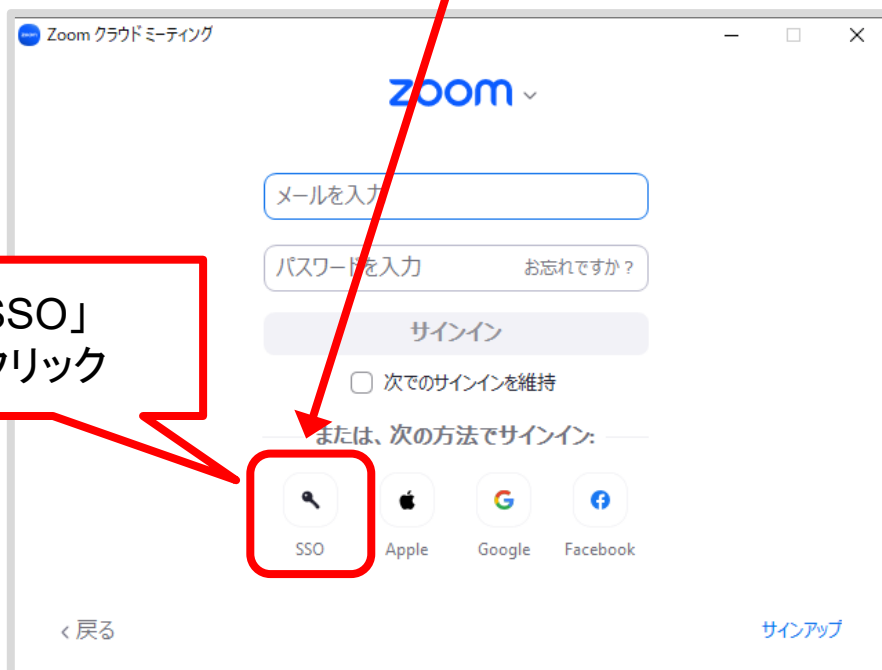 Zoom クラウド ミーティング
zoom
メールを入力
パスワードを入力
お忘れですか？
SSO」
クリック
サインイン
次でのサインインを維持
または、次の方法でサインイン:
SSO Apple Google Facebook
戻る
サインアップ